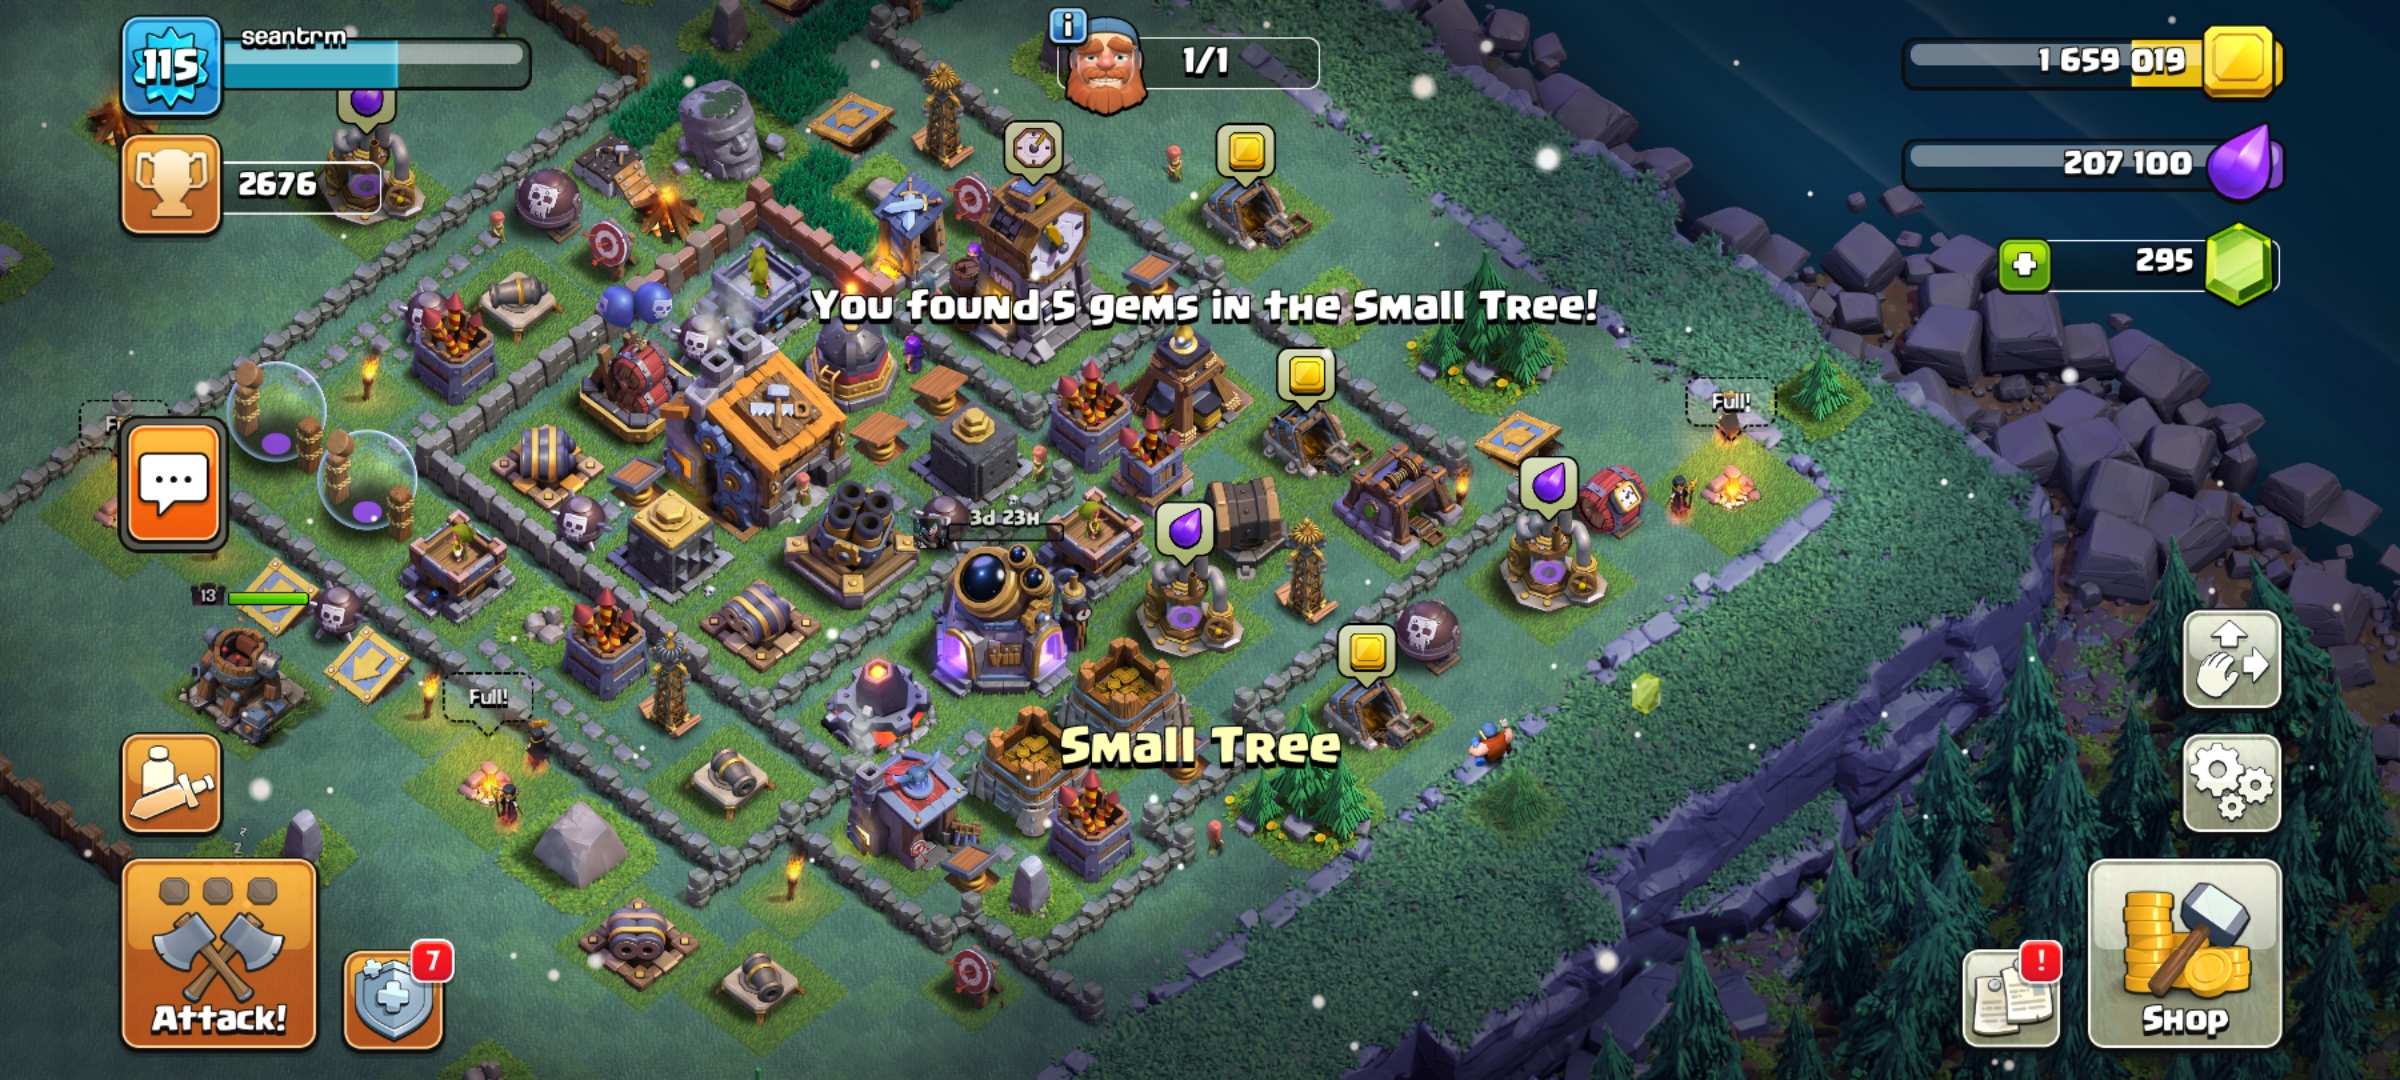 seantrm
115
1/1
1 659 019
2676
207 100
295
You found 5 gems in the Small Tree!
Full!
3d 23H
13
VIII
Full!
Small Tree
z
z
7
!
Attack!
Shop